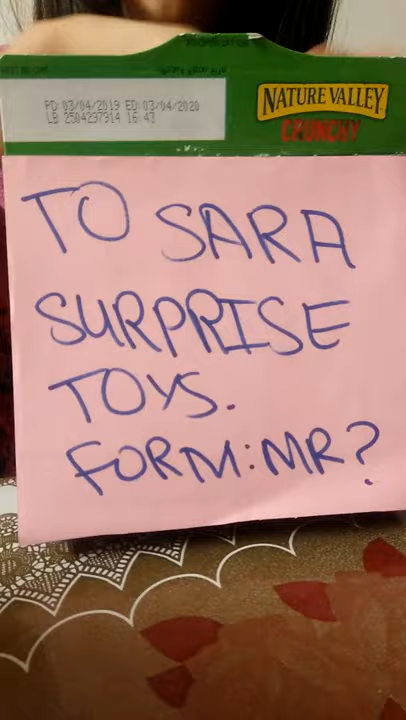 PD 03/04/2019 ED 03/04/2020
LB 2504297914 16:43
NATURE VALLEY
CRUNCHY
TO SARA
SURPRISE
TOYS.
FORM:MR?